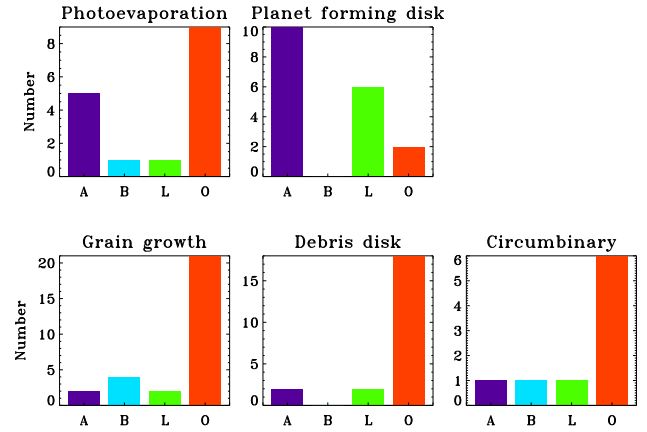 Photoevaporation
Planet forming disk
Number
8
6
4
2
0
A B L O
10
8
6
4
2
0
A B L O
Grain growth
Debris disk
Circumbinary
Number
20
15
10
5
0
A B L O
15
10
5
0
A B L O
6
5
4
3
2
1
0
A B L O